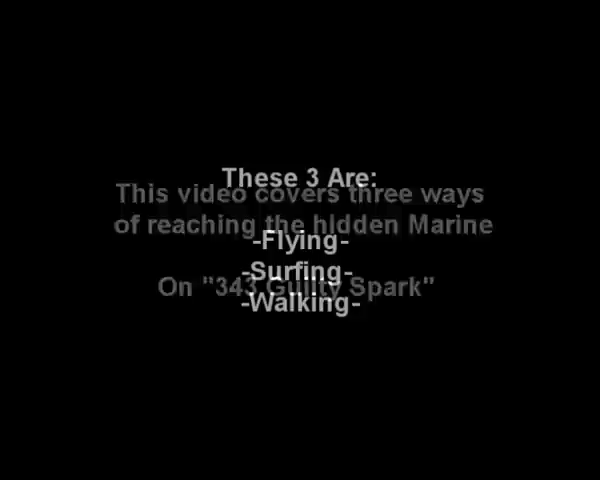 These 3 Are:
This video covers three ways
of reaching the hidden Marine
-Flying-
-Surfing-
On "343 Guilty Spark"
-Walking-